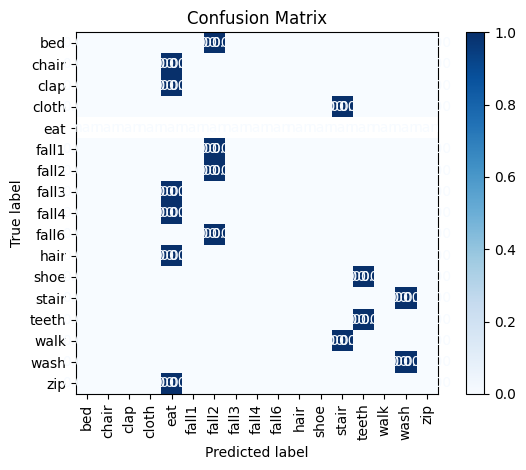 Confusion Matrix
True label
bed
chair
clap
cloth
eat
fall1
fall2
fall3
fall4
fall6
hair
shoe
stair
teeth
walk
wash
zip
bed chair clap cloth eat fall1 fall2 fall3 fall4 fall6 hair shoe stair teeth walk wash zip
Predicted label
1.0
0.8
0.6
0.4
0.2
0.0